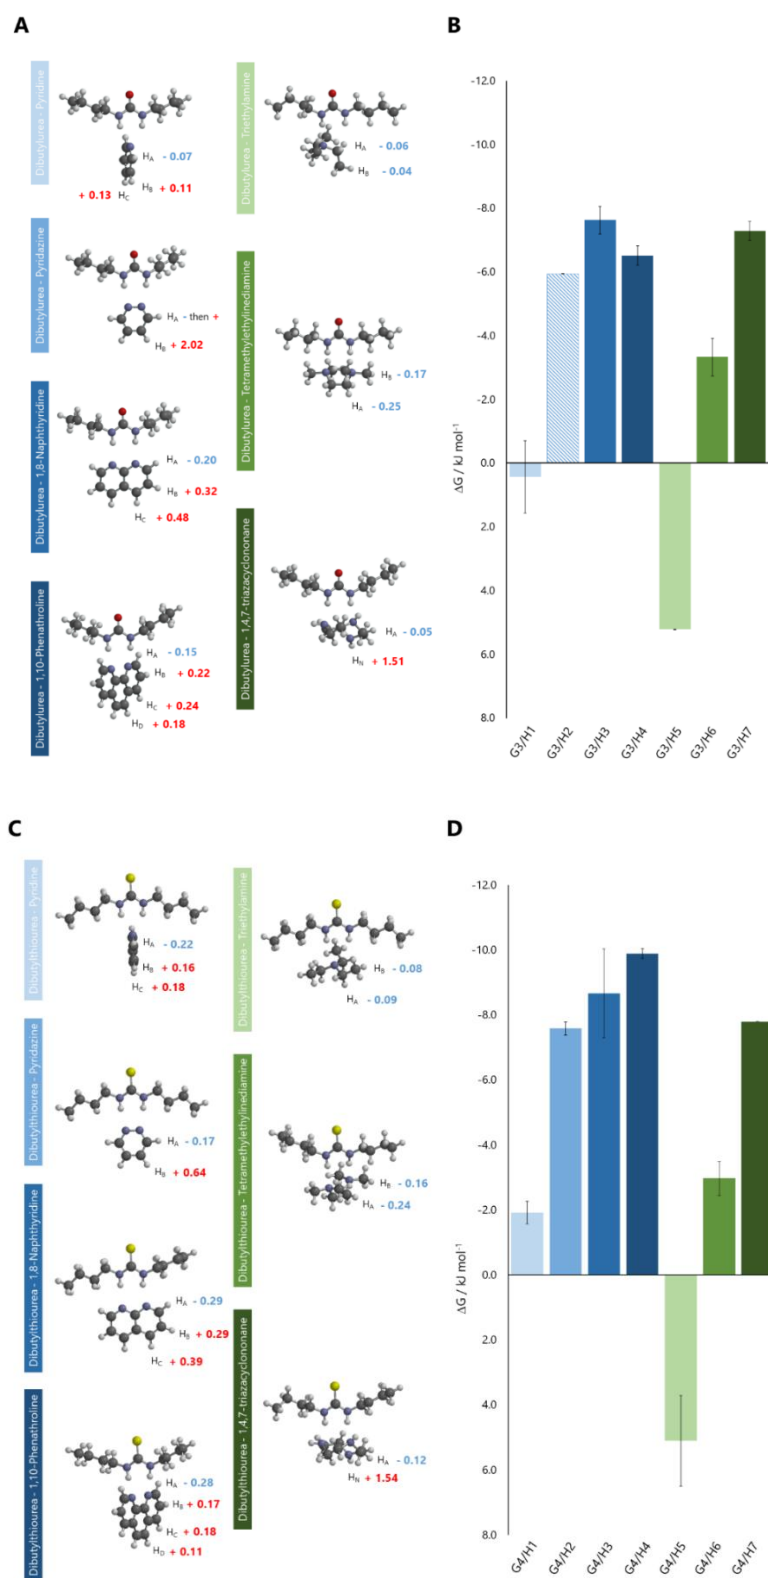 A
Dibutylurea - Pyridine
HA - 0.07
HB + 0.11
+ 0.13 HC
Dibutylurea - Pyridazine
HA - then +
HB + 2.02
Dibutylurea - 1,8-Naphthyridine
HA - 0.20
HB + 0.32
HC + 0.48
Dibutylurea - 1,10-Phenathroline
HA - 0.15
HB + 0.22
HC + 0.24
HD + 0.18
Dibutylurea - Triethylamine
HA - 0.06
HB - 0.04
Dibutylurea - Tetramethylethylinediamine
HB - 0.17
HA - 0.25
Dibutylurea - 1,4,7-triazacyclononane
HA - 0.05
HN + 1.51
B
-12.0
-10.0
-8.0
-6.0
-4.0
-2.0
0.0
2.0
4.0
6.0
8.0
ΔG / kJ mol-1
G3/H1
G3/H2
G3/H3
G3/H4
G3/H5
G3/H6
G3/H7
C
Dibutylthiourea - Pyridine
HA - 0.22
HB + 0.16
HC + 0.18
Dibutylthiourea - Pyridazine
HA - 0.17
HB + 0.64
Dibutylthiourea - 1,8-Naphthyridine
HA - 0.29
HB + 0.29
HC + 0.39
Dibutylthiourea - 1,10-Phenathroline
HA - 0.28
HB + 0.17
HC + 0.18
HD + 0.11
Dibutylthiourea - Triethylamine
HB - 0.08
HA - 0.09
Dibutylthiourea - Tetramethylethylinediamine
HB - 0.16
HA - 0.24
Dibutylthiourea - 1,4,7-triazacyclononane
HA - 0.12
HN + 1.54
D
-12.0
-10.0
-8.0
-6.0
-4.0
-2.0
0.0
2.0
4.0
6.0
8.0
ΔG / kJ mol-1
G4/H1
G4/H2
G4/H3
G4/H4
G4/H5
G4/H6
G4/H7